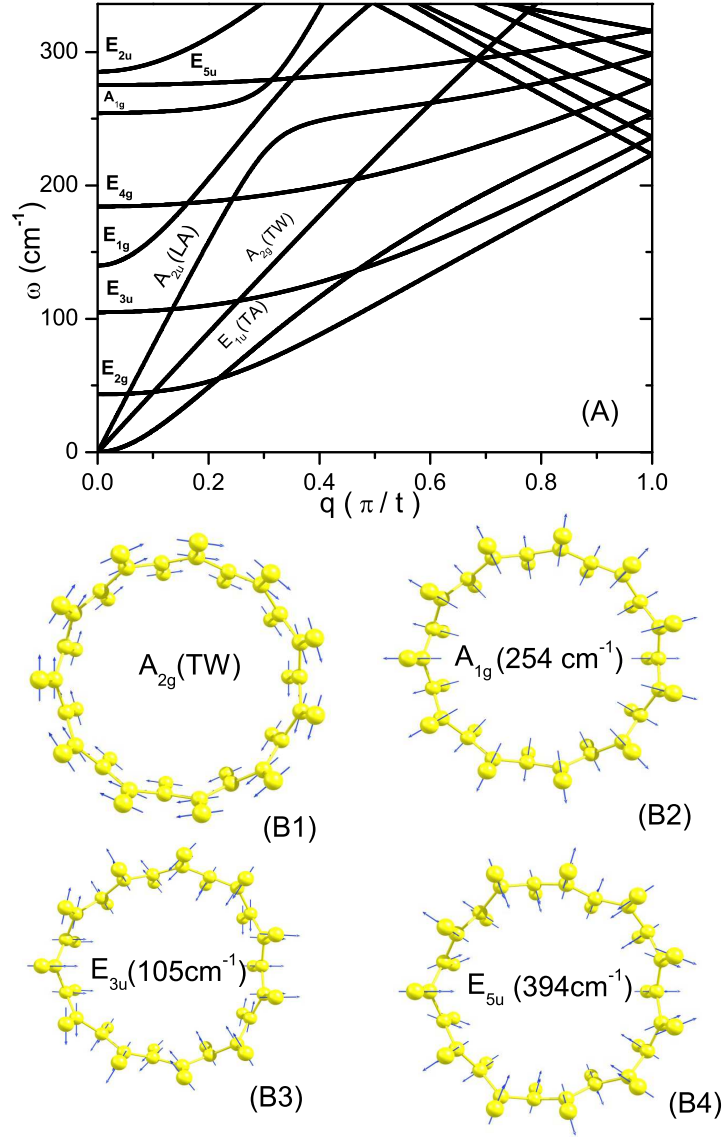 300
200
100
0
ω (cm⁻¹)
E₂ᵤ
E₅ᵤ
A₁g
E₄g
E₁g
E₃ᵤ
E₂g
A₂ᵤ(LA)
A₂g(TW)
E₁ᵤ(TA)
(A)
0.0 0.2 0.4 0.6 0.8 1.0
q ( π / t )
A₂g(TW)
(B1)
A₁g(254 cm⁻¹)
(B2)
E₃ᵤ(105cm⁻¹)
(B3)
E₅ᵤ (394cm⁻¹)
(B4)